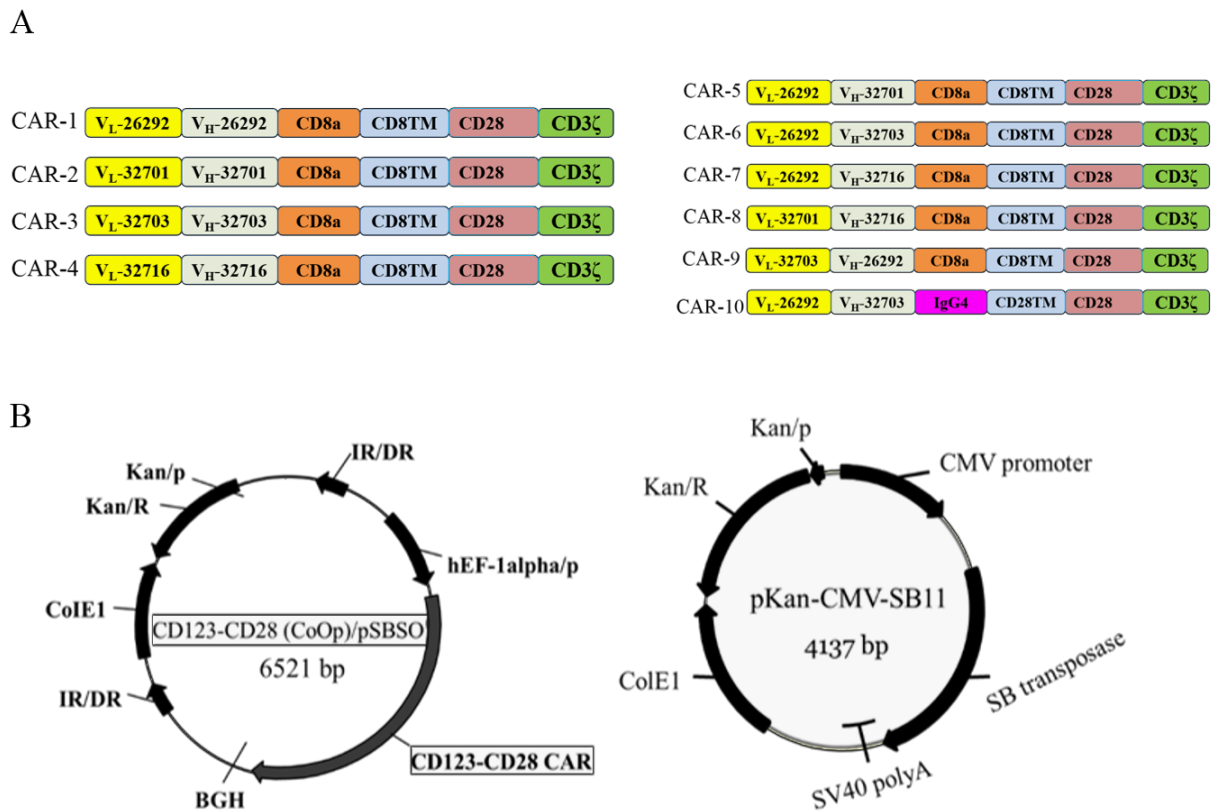 A
CAR-1 VL-26292 VH-26292 CD8a CD8TM CD28 CD3ζ
CAR-2 VL-32701 VH-32701 CD8a CD8TM CD28 CD3ζ
CAR-3 VL-32703 VH-32703 CD8a CD8TM CD28 CD3ζ
CAR-4 VL-32716 VH-32716 CD8a CD8TM CD28 CD3ζ
CAR-5 VL-26292 VH-32701 CD8a CD8TM CD28 CD3ζ
CAR-6 VL-26292 VH-32703 CD8a CD8TM CD28 CD3ζ
CAR-7 VL-26292 VH-32716 CD8a CD8TM CD28 CD3ζ
CAR-8 VL-32701 VH-32716 CD8a CD8TM CD28 CD3ζ
CAR-9 VL-32703 VH-26292 CD8a CD8TM CD28 CD3ζ
CAR-10 VL-26292 VH-32703 IgG4 CD28TM CD28 CD3ζ
B
IR/DR
Kan/p
Kan/R
hEF-1alpha/p
ColE1
CD123-CD28 (CoOp)/pSBSO
6521 bp
IR/DR
CD123-CD28 CAR
BGH
Kan/p
CMV promoter
Kan/R
pKan-CMV-SB11
4137 bp
ColE1
SB transposase
SV40 polyA